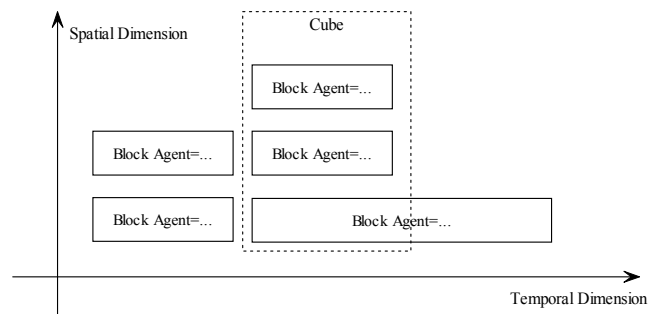 Spatial Dimension
Cube
Block Agent=...
Block Agent=...
Block Agent=...
Block Agent=...
Block Agent=...
Temporal Dimension